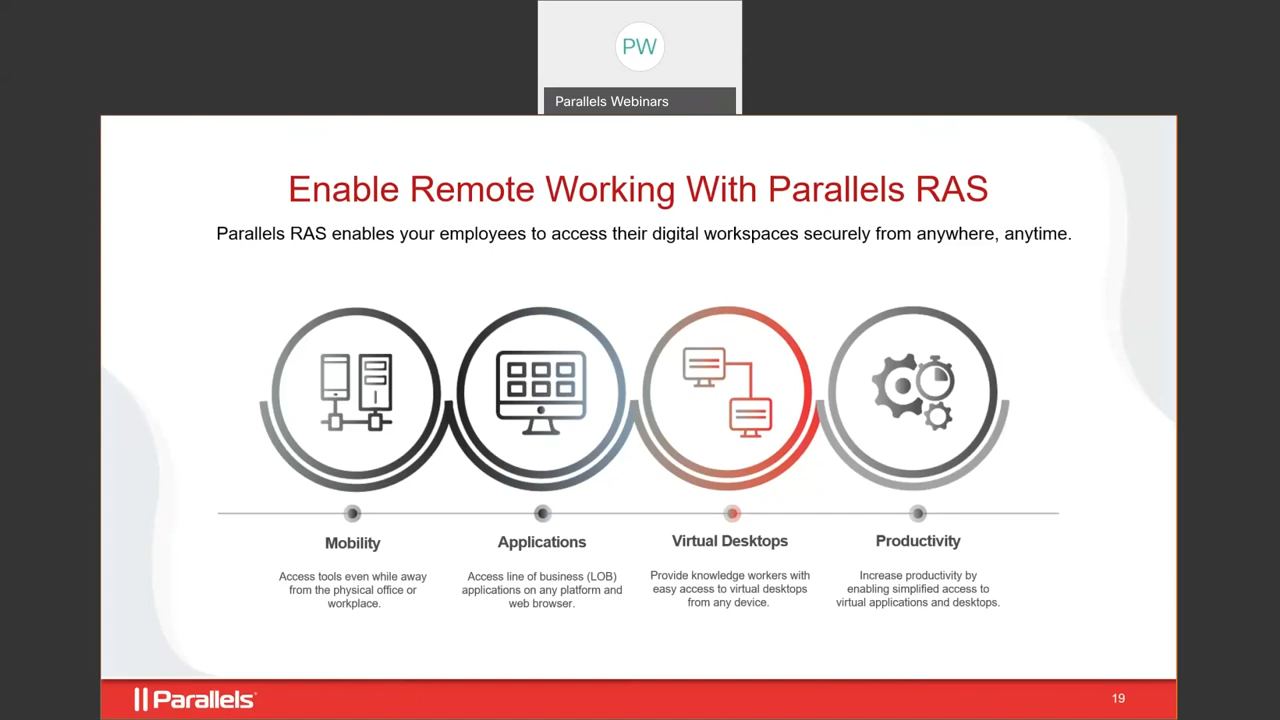 PW
Parallels Webinars
Enable Remote Working With Parallels RAS
Parallels RAS enables your employees to access their digital workspaces securely from anywhere, anytime.
Mobility
Access tools even while away
from the physical office or
workplace.
Applications
Access line of business (LOB)
applications on any platform and
web browser.
Virtual Desktops
Provide knowledge workers with
easy access to virtual desktops
from any device.
Productivity
Increase productivity by
enabling simplified access to
virtual applications and desktops.
Parallels®
19